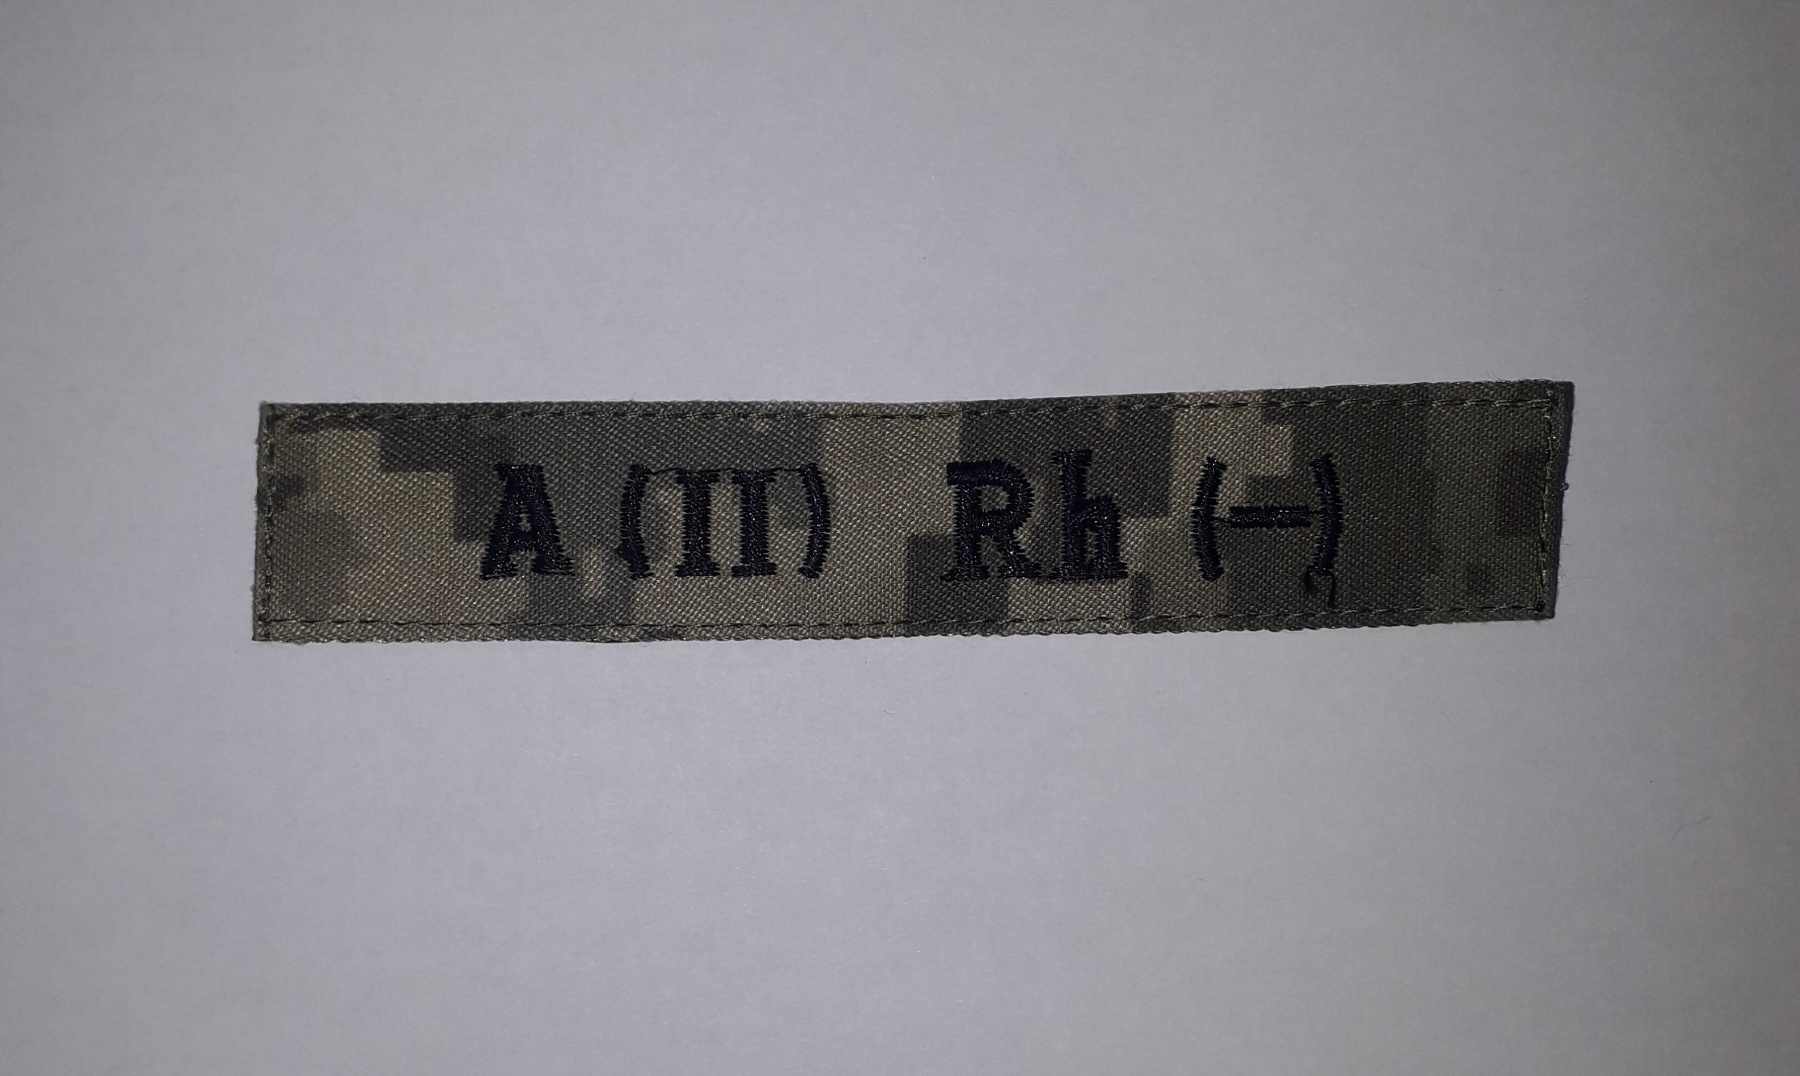 A (II) Rh (-)